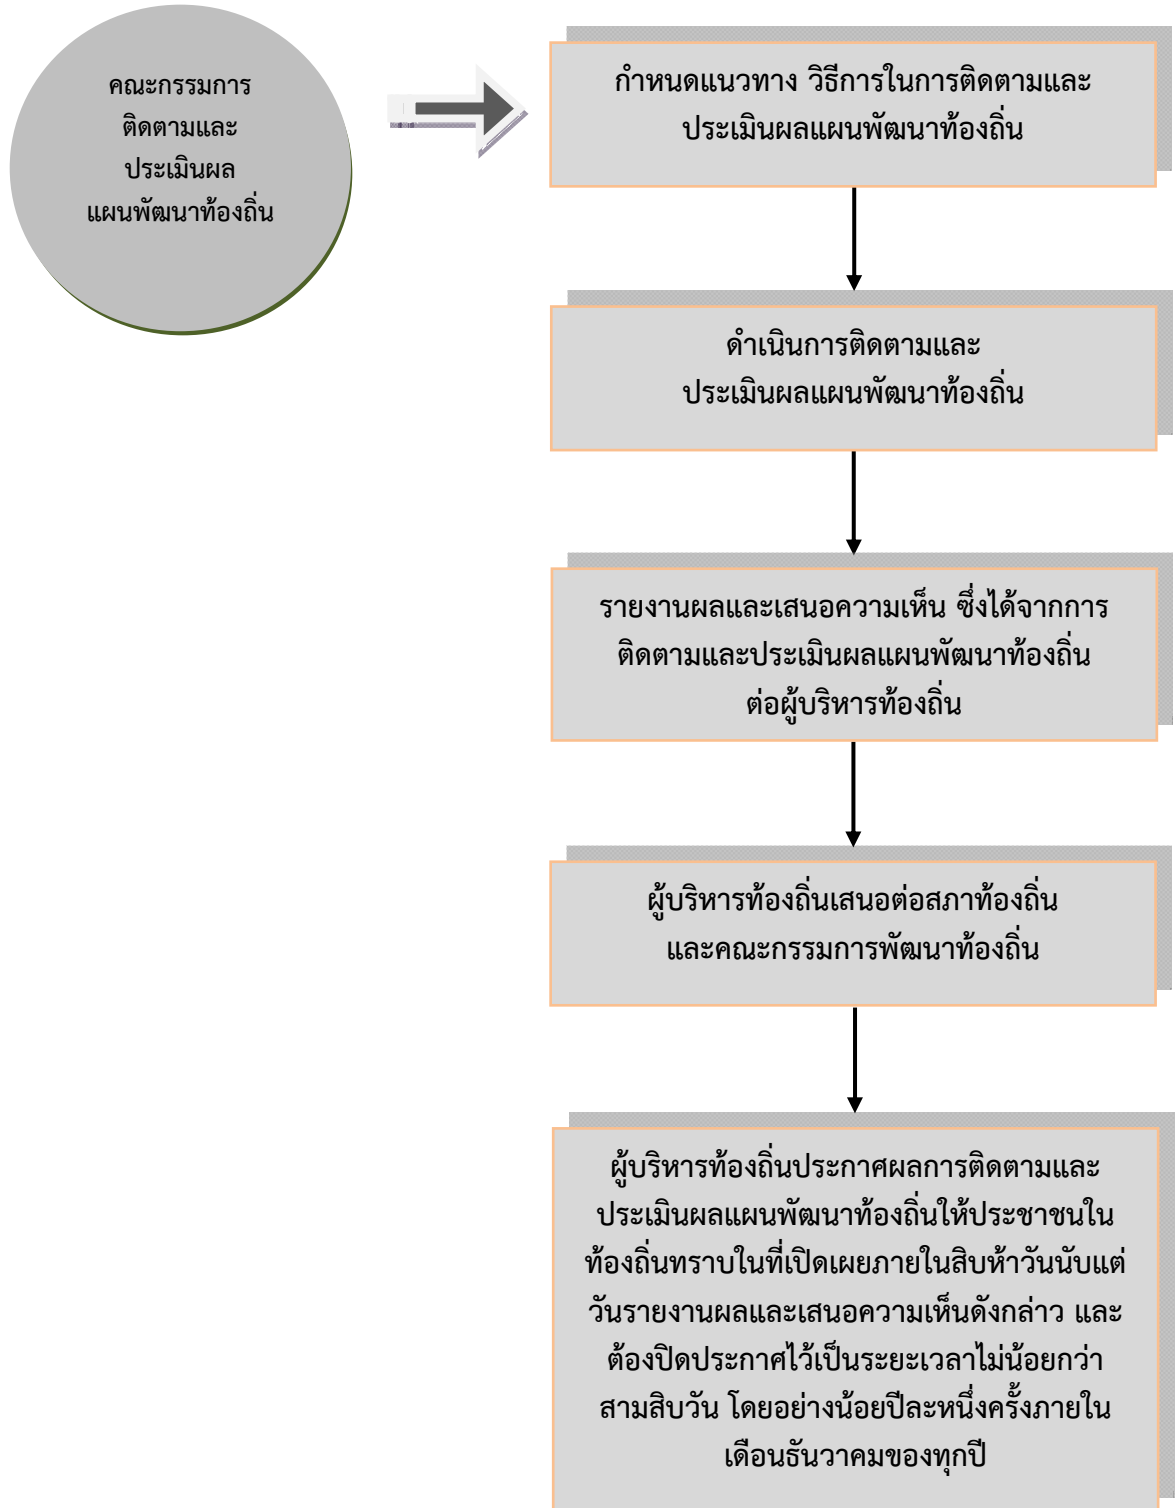 คณะกรรมการ
ติดตามและ
ประเมินผล
แผนพัฒนาท้องถิ่น
กำหนดแนวทาง วิธีการในการติดตามและ
ประเมินผลแผนพัฒนาท้องถิ่น
ดำเนินการติดตามและ
ประเมินผลแผนพัฒนาท้องถิ่น
รายงานผลและเสนอความเห็น ซึ่งได้จากการ
ติดตามและประเมินผลแผนพัฒนาท้องถิ่น
ต่อผู้บริหารท้องถิ่น
ผู้บริหารท้องถิ่นเสนอต่อสภาท้องถิ่น
และคณะกรรมการพัฒนาท้องถิ่น
ผู้บริหารท้องถิ่นประกาศผลการติดตามและ
ประเมินผลแผนพัฒนาท้องถิ่นให้ประชาชนใน
ท้องถิ่นทราบในที่เปิดเผยภายในสิบห้าวันนับแต่
วันรายงานผลและเสนอความเห็นดังกล่าว และ
ต้องปิดประกาศไว้เป็นระยะเวลาไม่น้อยกว่า
สามสิบวัน โดยอย่างน้อยปีละหนึ่งครั้งภายใน
เดือนธันวาคมของทุกปี